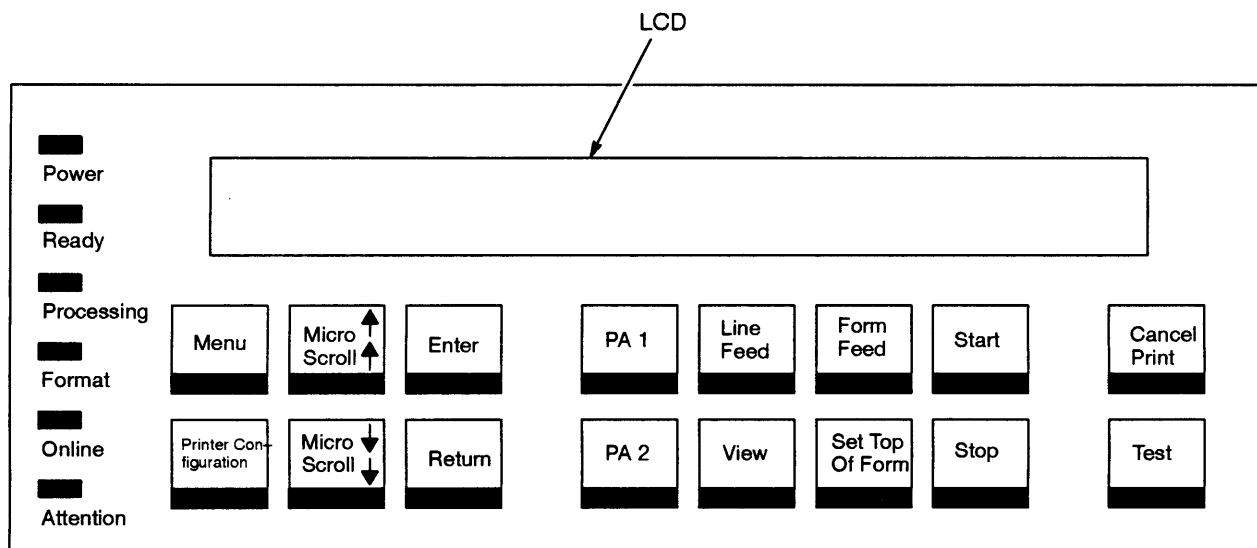 LCD
Power
Ready
Processing
Format
Online
Attention
Menu
Micro
Scroll
Enter
PA 1
Line
Feed
Form
Feed
Start
Cancel
Print
Printer Con-
figuration
Micro
Scroll
Return
PA 2
View
Set Top
Of Form
Stop
Test